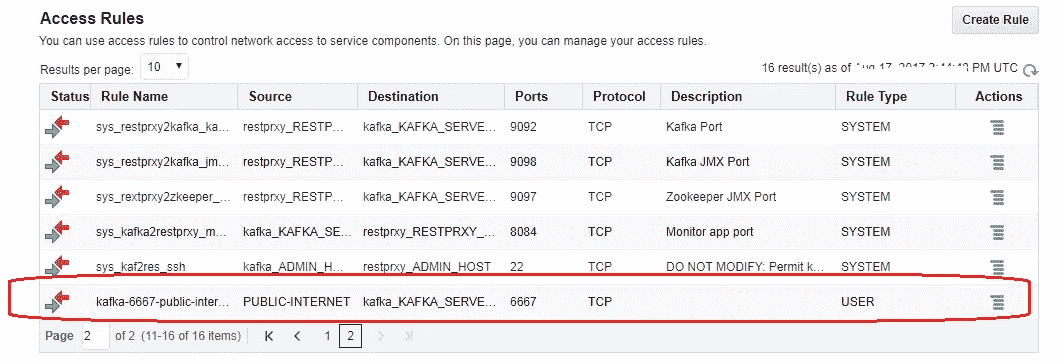 Access Rules
Create Rule
You can use access rules to control network access to service components. On this page, you can manage your access rules.
Results per page: 10
16 result(s) as of Aug 17, 2017 PM UTC
Status Rule Name Source Destination Ports Protocol Description Rule Type Actions
sys_restprxy2kafka_ka... restprxy_RESTP... kafka_KAFKA_SERVE... 9092 TCP Kafka Port SYSTEM
sys_restprxy2kafka_jm... restprxy_RESTP... kafka_KAFKA_SERVE... 9098 TCP Kafka JMX Port SYSTEM
sys_rextprxy2zkeeper_... restprxy_RESTP... kafka_KAFKA_SERVE... 9097 TCP Zookeeper JMX Port SYSTEM
sys_kafka2restprxy_m... kafka_KAFKA_SE... restprxy_RESTPRXY_... 8084 TCP Monitor app port SYSTEM
sys_kaf2res_ssh kafka_ADMIN_H... restprxy_ADMIN_HOST 22 TCP DO NOT MODIFY: Permit k... SYSTEM
kafka-6667-public-inter... PUBLIC-INTERNET kafka_KAFKA_SERVE... 6667 TCP USER
Page 2 of 2 (11-16 of 16 items) 1 2